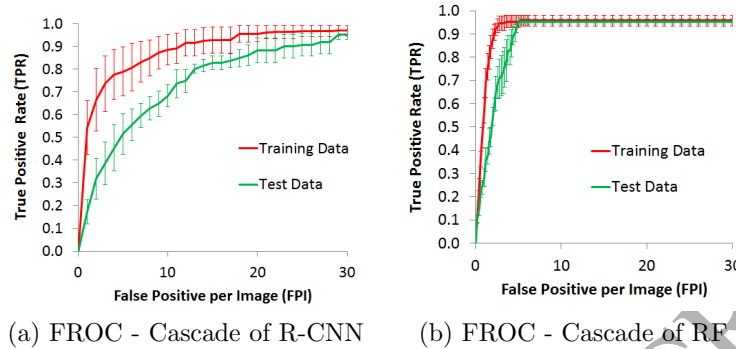 True Positive Rate (TPR)
1.0
0.9
0.8
0.7
0.6
0.5
0.4
0.3
0.2
0.1
0.0
Training Data
Test Data
0 10 20 30
False Positive per Image (FPI)
(a) FROC - Cascade of R-CNN
True Positive Rate (TPR)
1.0
0.9
0.8
0.7
0.6
0.5
0.4
0.3
0.2
0.1
0.0
Training Data
Test Data
0 10 20 30
False Positive per Image (FPI)
(b) FROC - Cascade of RF